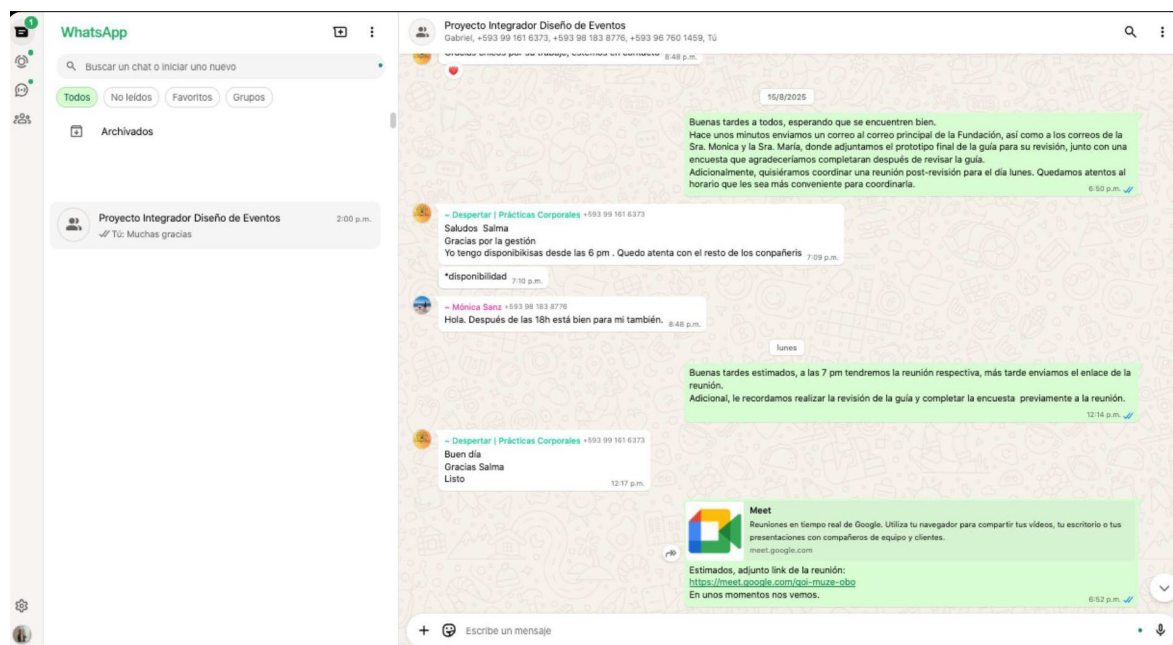 1
WhatsApp
Buscar un chat o iniciar uno nuevo
Todos
No leídos
Favoritos
Grupos
Archivados
Proyecto Integrador Diseño de Eventos
2:00 p.m.
Tú: Muchas gracias
Proyecto Integrador Diseño de Eventos
Gabriel, +593 99 161 6373, +593 98 183 8776, +593 96 760 1459, Tú
Gracias chicos por su trabajo, estemos en contacto
8:48 p.m.
15/8/2025
Buenas tardes a todos, esperando que se encuentren bien.
Hace unos minutos enviamos un correo al correo principal de la Fundación, así como a los correos de la
Sra. Monica y la Sra. María, donde adjuntamos el prototipo final de la guía para su revisión, junto con una
encuesta que agradeceríamos completaran después de revisar la guía.
Adicionalmente, quisiéramos coordinar una reunión post-revisión para el día lunes. Quedamos atentos al
horario que les sea más conveniente para coordinarla.
6:50 p.m.
~ Despertar | Prácticas Corporales +593 99 161 6373
Saludos Salma
Gracias por la gestión
Yo tengo disponibikisas desde las 6 pm . Quedo atenta con el resto de los conpañeris
7:09 p.m.
*disponibilidad
7:10 p.m.
~ Mónica Sanz +593 98 183 8776
Hola. Después de las 18h está bien para mi también.
8:48 p.m.
lunes
Buenas tardes estimados, a las 7 pm tendremos la reunión respectiva, más tarde enviamos el enlace de la
reunión.
Adicional, le recordamos realizar la revisión de la guía y completar la encuesta previamente a la reunión.
12:14 p.m.
~ Despertar | Prácticas Corporales +593 99 161 6373
Buen día
Gracias Salma
Listo
12:17 p.m.
Meet
Reuniones en tiempo real de Google. Utiliza tu navegador para compartir tus vídeos, tu escritorio o tus
presentaciones con compañeros de equipo y clientes.
meet.google.com
Estimados, adjunto link de la reunión:
https://meet.google.com/qoi-muze-obo
En unos momentos nos vemos.
6:52 p.m.
Escribe un mensaje